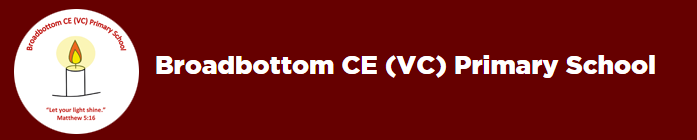 Broadbottom CE (VC) Primary School
"Let your light shine."
Matthew 5:16
Broadbottom CE (VC) Primary School